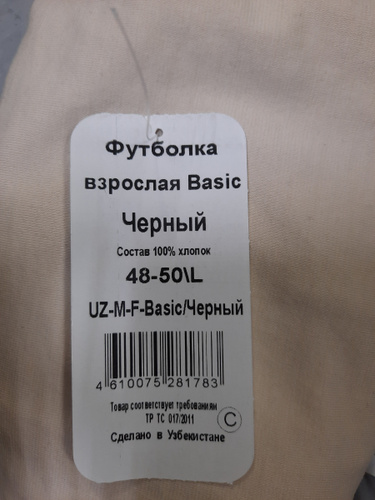 Футболка
взрослая Basic
Черный
Состав 100% хлопок
48-50\L
UZ-M-F-Basic/Черный
4 610075 281783
Товар соответствует требованиям
ТР ТС 017/2011
C
Сделано в Узбекистане